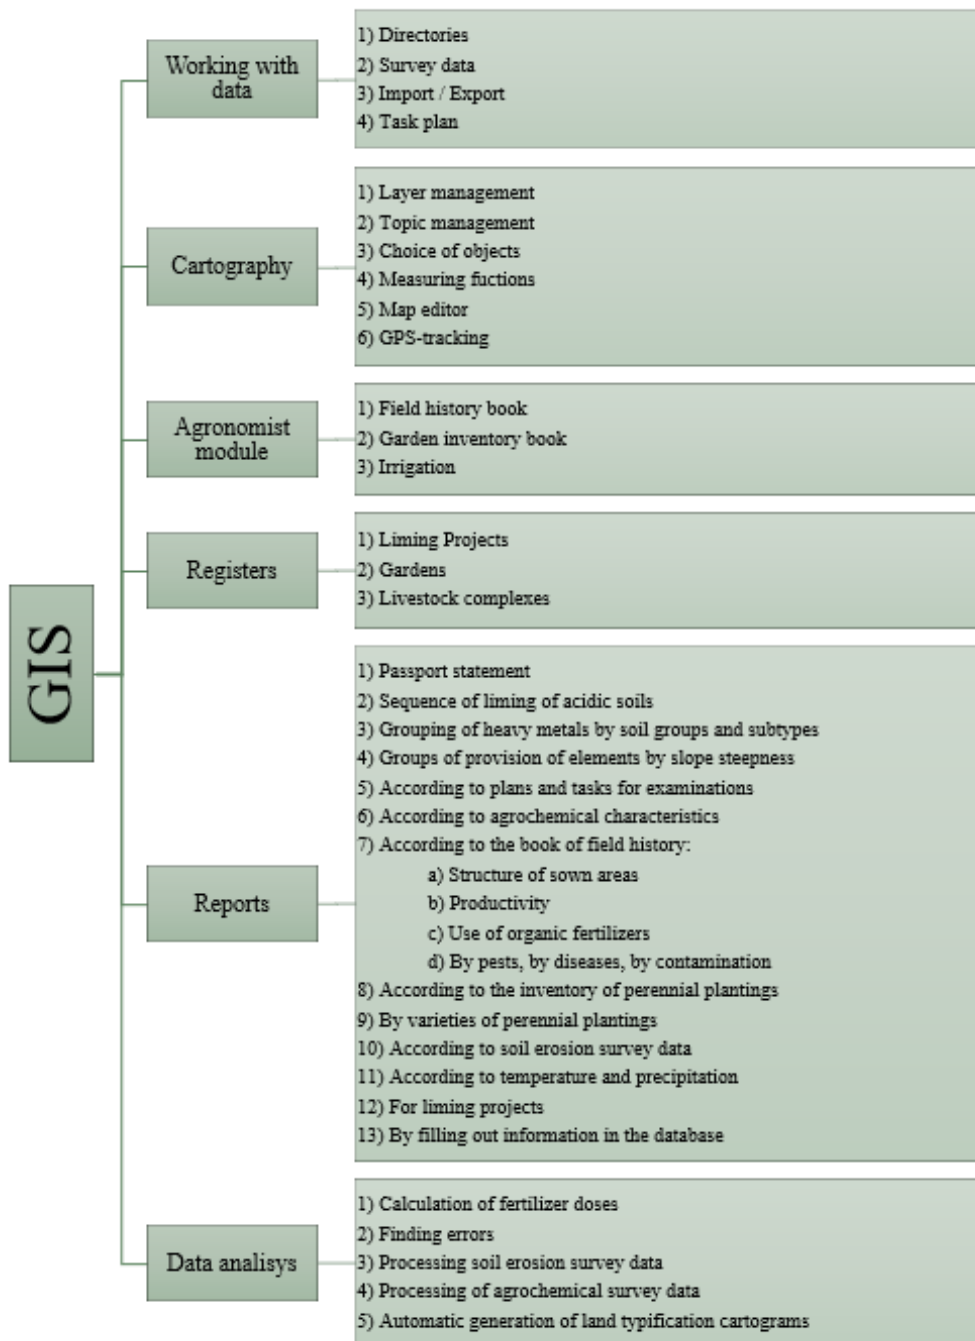 GIS
Working with
data
1) Directories
2) Survey data
3) Import / Export
4) Task plan
Cartography
1) Layer management
2) Topic management
3) Choice of objects
4) Measuring fuctions
5) Map editor
6) GPS-tracking
Agronomist
module
1) Field history book
2) Garden inventory book
3) Irrigation
Registers
1) Liming Projects
2) Gardens
3) Livestock complexes
Reports
1) Passport statement
2) Sequence of liming of acidic soils
3) Grouping of heavy metals by soil groups and subtypes
4) Groups of provision of elements by slope steepness
5) According to plans and tasks for examinations
6) According to agrochemical characteristics
7) According to the book of field history:
a) Structure of sown areas
b) Productivity
c) Use of organic fertilizers
d) By pests, by diseases, by contamination
8) According to the inventory of perennial plantings
9) By varieties of perennial plantings
10) According to soil erosion survey data
11) According to temperature and precipitation
12) For liming projects
13) By filling out information in the database
Data analisys
1) Calculation of fertilizer doses
2) Finding errors
3) Processing soil erosion survey data
4) Processing of agrochemical survey data
5) Automatic generation of land typification cartograms